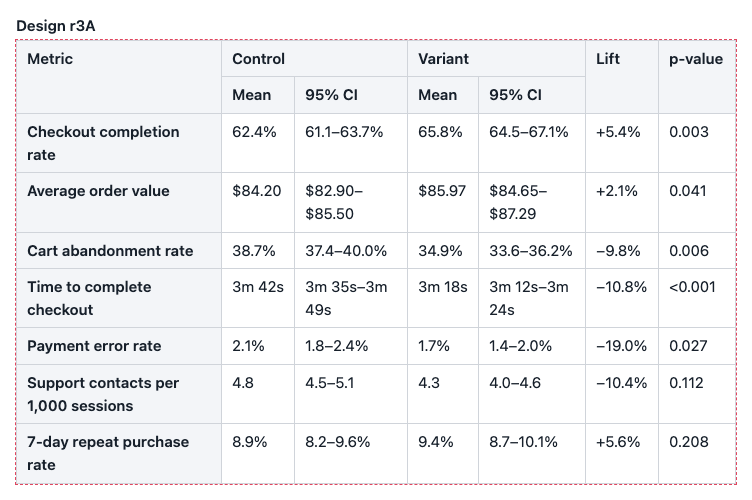 Design r3A
Metric Control Variant Lift p-value
Mean 95% CI Mean 95% CI
Checkout completion 62.4% 61.1–63.7% 65.8% 64.5–67.1% +5.4% 0.003
rate
Average order value $84.20 $82.90– $85.97 $84.65– +2.1% 0.041
$85.50 $87.29
Cart abandonment rate 38.7% 37.4–40.0% 34.9% 33.6–36.2% −9.8% 0.006
Time to complete 3m 42s 3m 35s–3m 3m 18s 3m 12s–3m −10.8% <0.001
checkout 49s 24s
Payment error rate 2.1% 1.8–2.4% 1.7% 1.4–2.0% −19.0% 0.027
Support contacts per 4.8 4.5–5.1 4.3 4.0–4.6 −10.4% 0.112
1,000 sessions
7-day repeat purchase 8.9% 8.2–9.6% 9.4% 8.7–10.1% +5.6% 0.208
rate